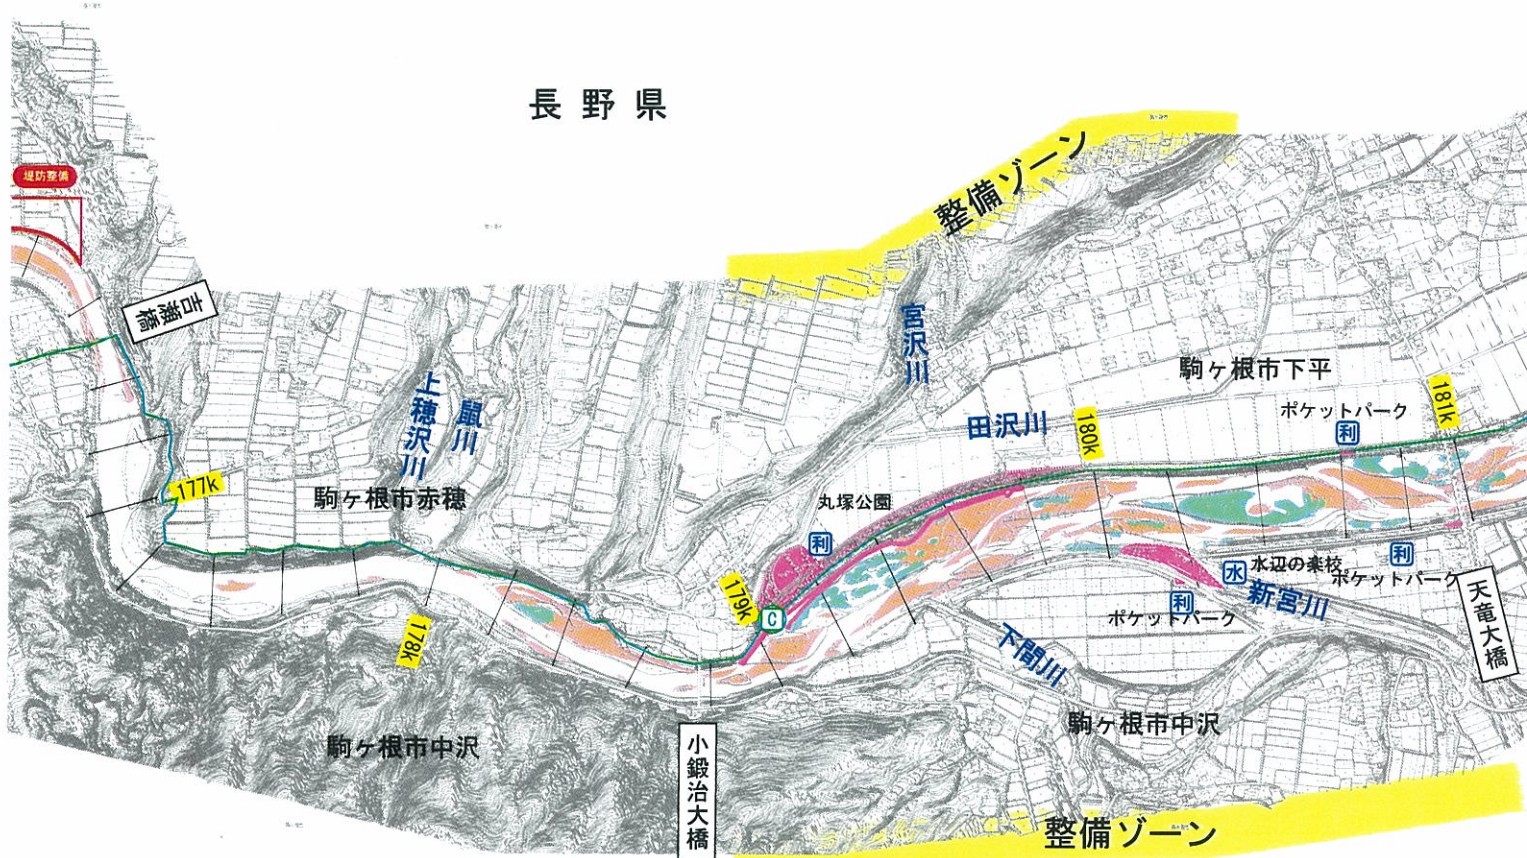 長野県
堤防整備
整備ゾーン
吉瀬橋
宮沢川
上穂沢川
鼠川
駒ヶ根市下平
ポケットパーク
利
181k
180k
田沢川
177k
駒ヶ根市赤穂
丸塚公園
利
179k
C
水
水辺の楽校
利
ポケットパーク
新宮川
利
ポケットパーク
天竜大橋
178k
下間川
駒ヶ根市中沢
駒ヶ根市中沢
小鍛冶大橋
整備ゾーン